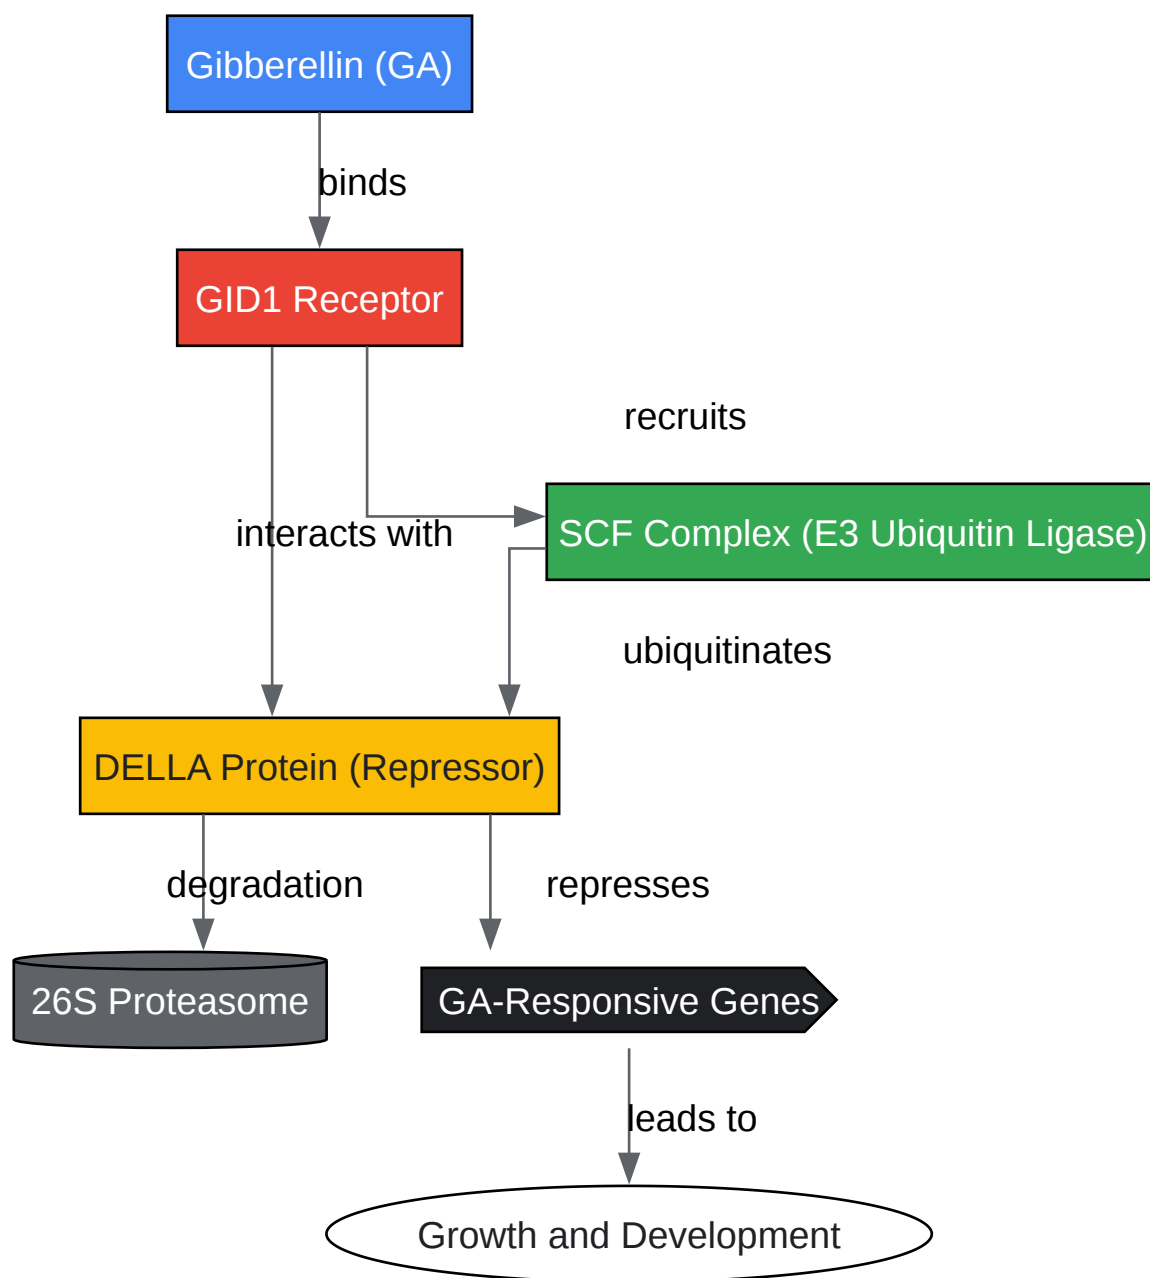 Gibberellin (GA)
binds
GID1 Receptor
recruits
interacts with
SCF Complex (E3 Ubiquitin Ligase)
ubiquitinates
DELLA Protein (Repressor)
degradation
represses
26S Proteasome
GA-Responsive Genes
leads to
Growth and Development